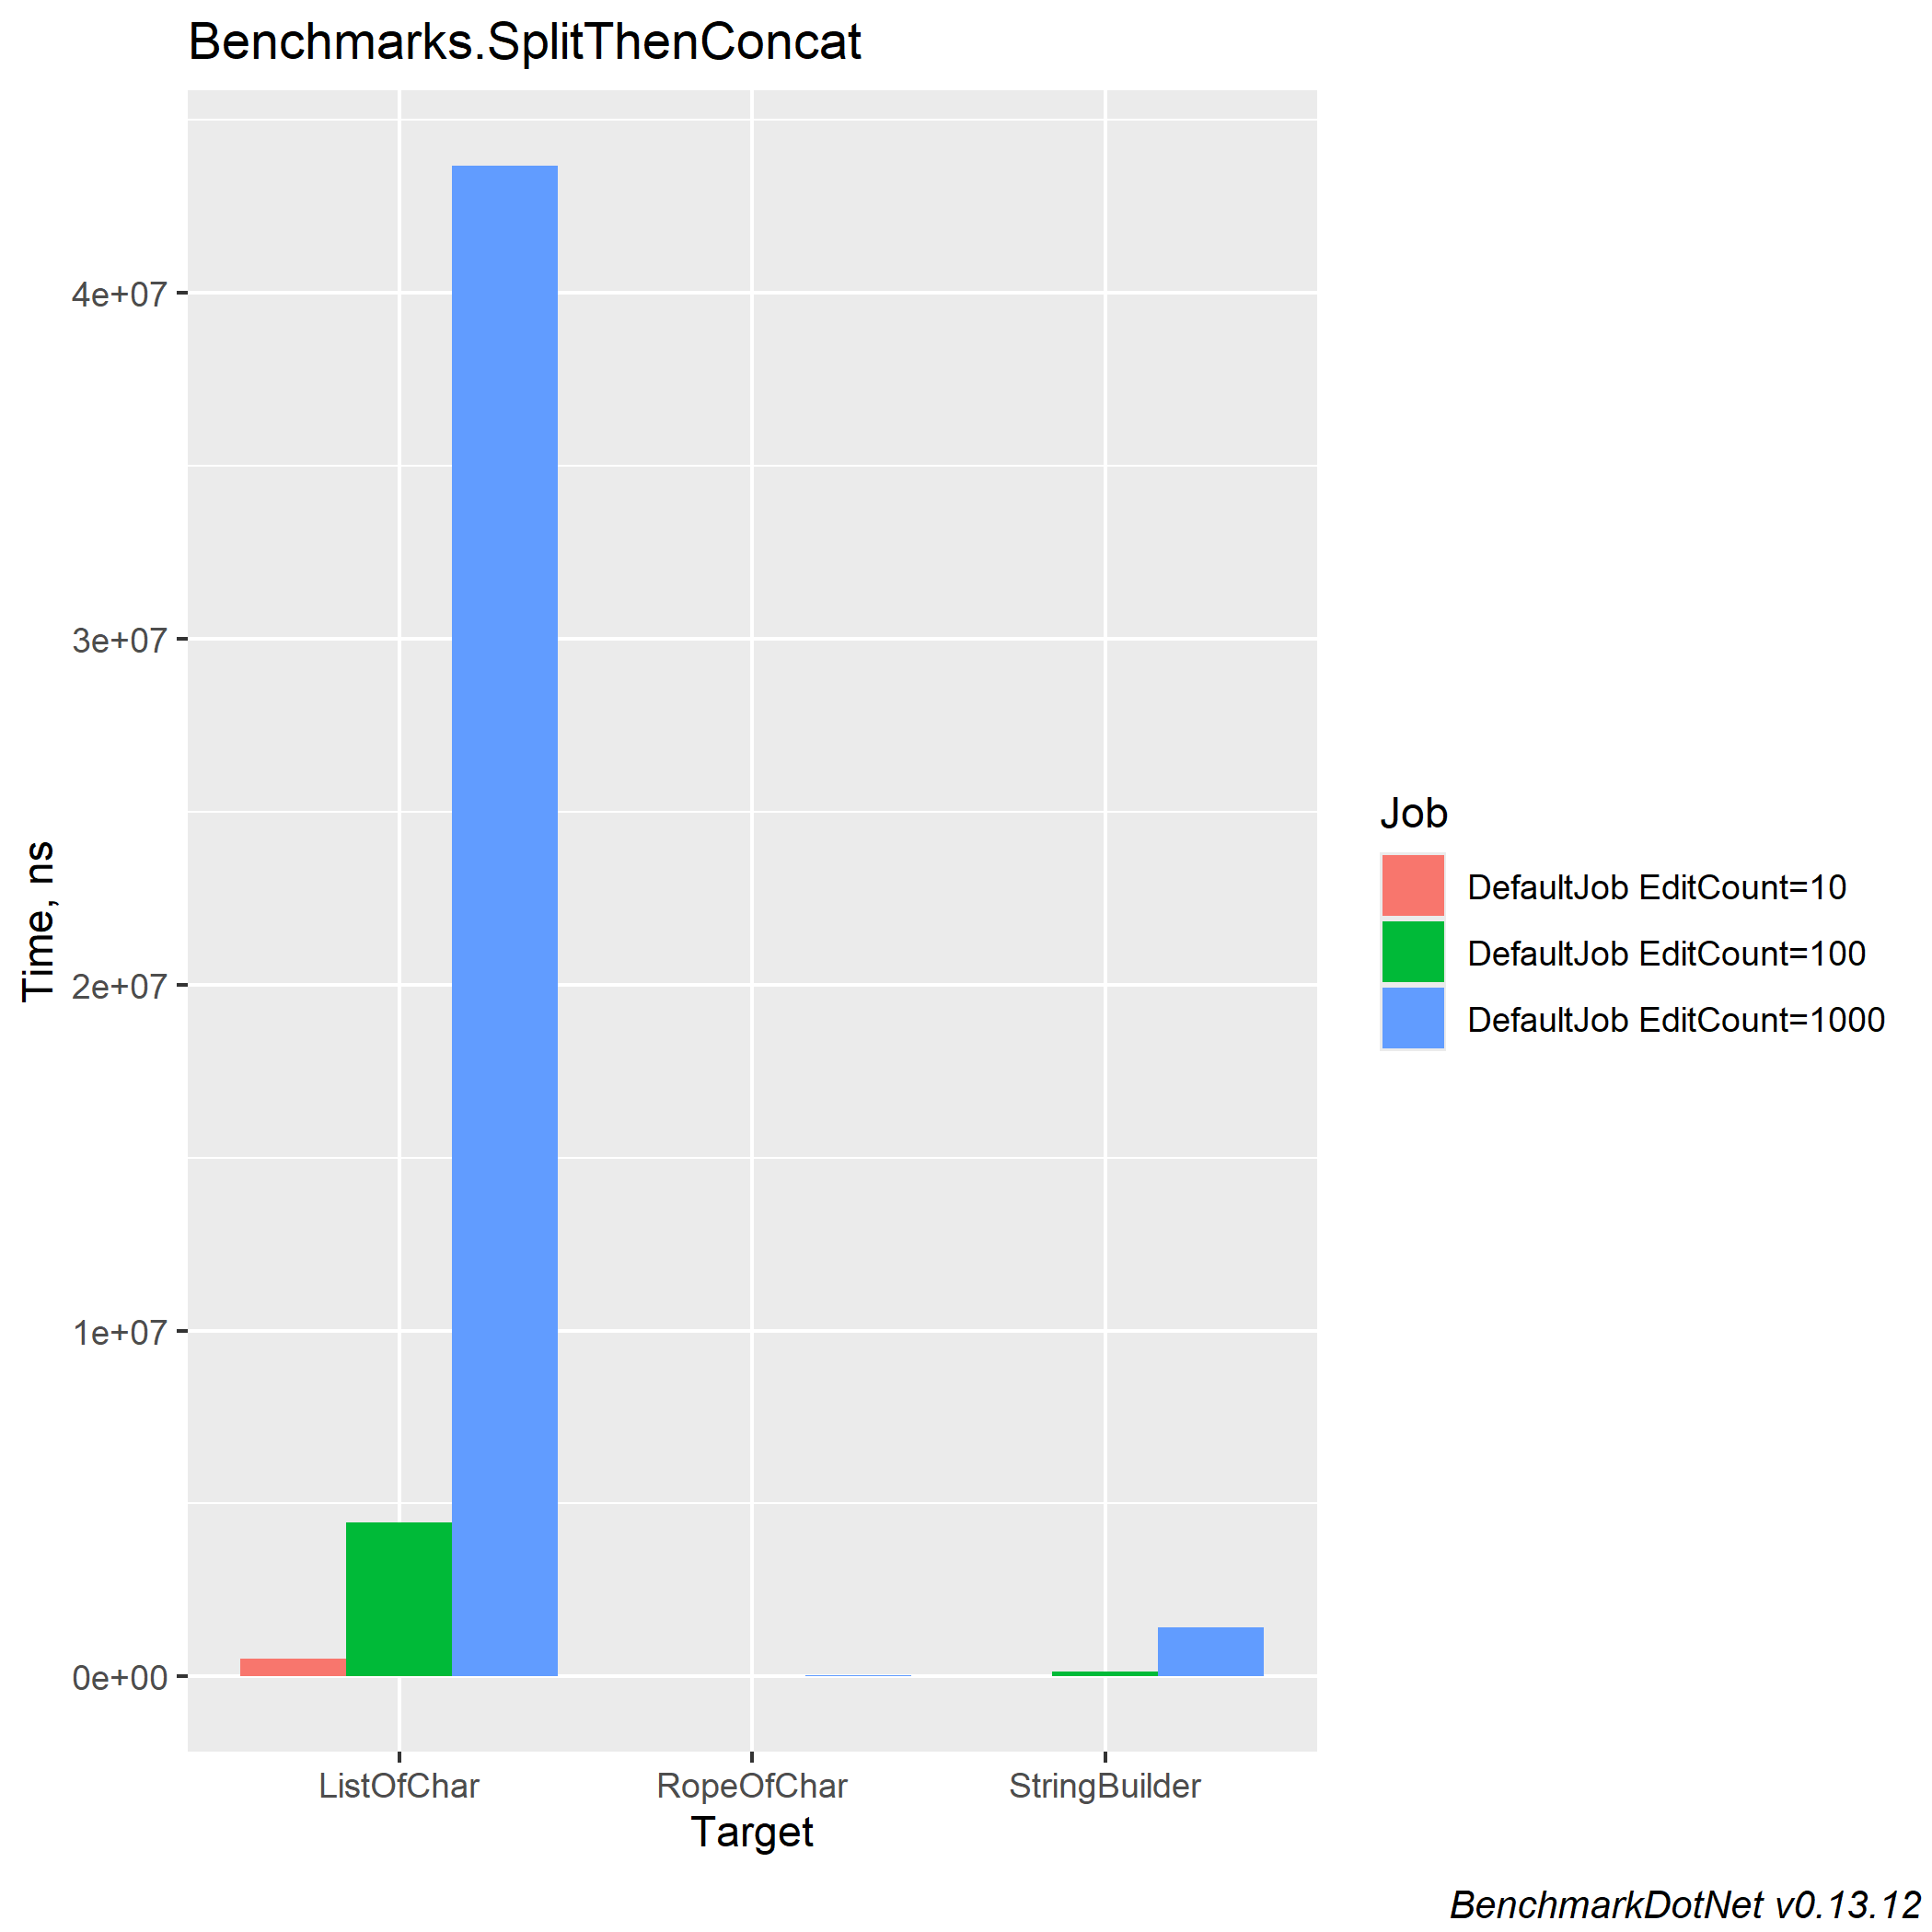 Benchmarks.SplitThenConcat
Time, ns
4e+07
3e+07
2e+07
1e+07
0e+00
ListOfChar RopeOfChar StringBuilder
Target
Job
DefaultJob EditCount=10
DefaultJob EditCount=100
DefaultJob EditCount=1000
BenchmarkDotNet v0.13.12